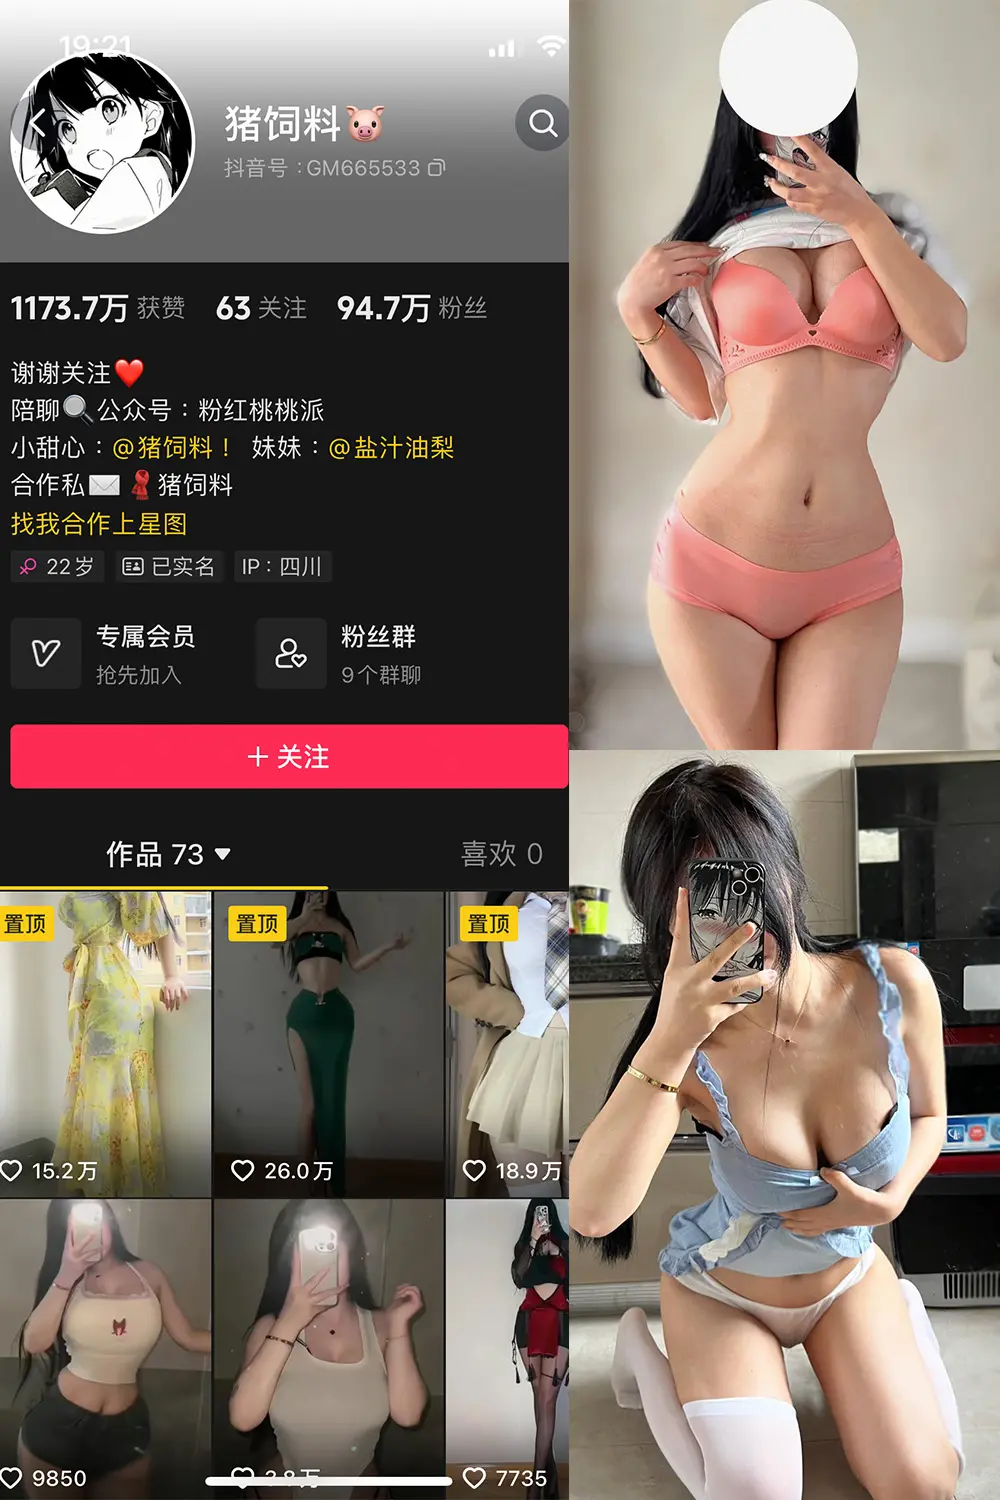 19:21
猪饲料🐷
抖音号：GM665533
1173.7万 获赞 63 关注 94.7万 粉丝
谢谢关注❤️
陪聊🔍公众号：粉红桃桃派
小甜心：@猪饲料！ 妹妹：@盐汁油梨
合作私✉️🧣猪饲料
找我合作上星图
22岁 已实名 IP：四川
专属会员 粉丝群
抢先加入 9个群聊
＋关注
作品 73 喜欢 0
置顶 置顶 置顶
15.2万 26.0万 18.9万
9850 3.8万 7735